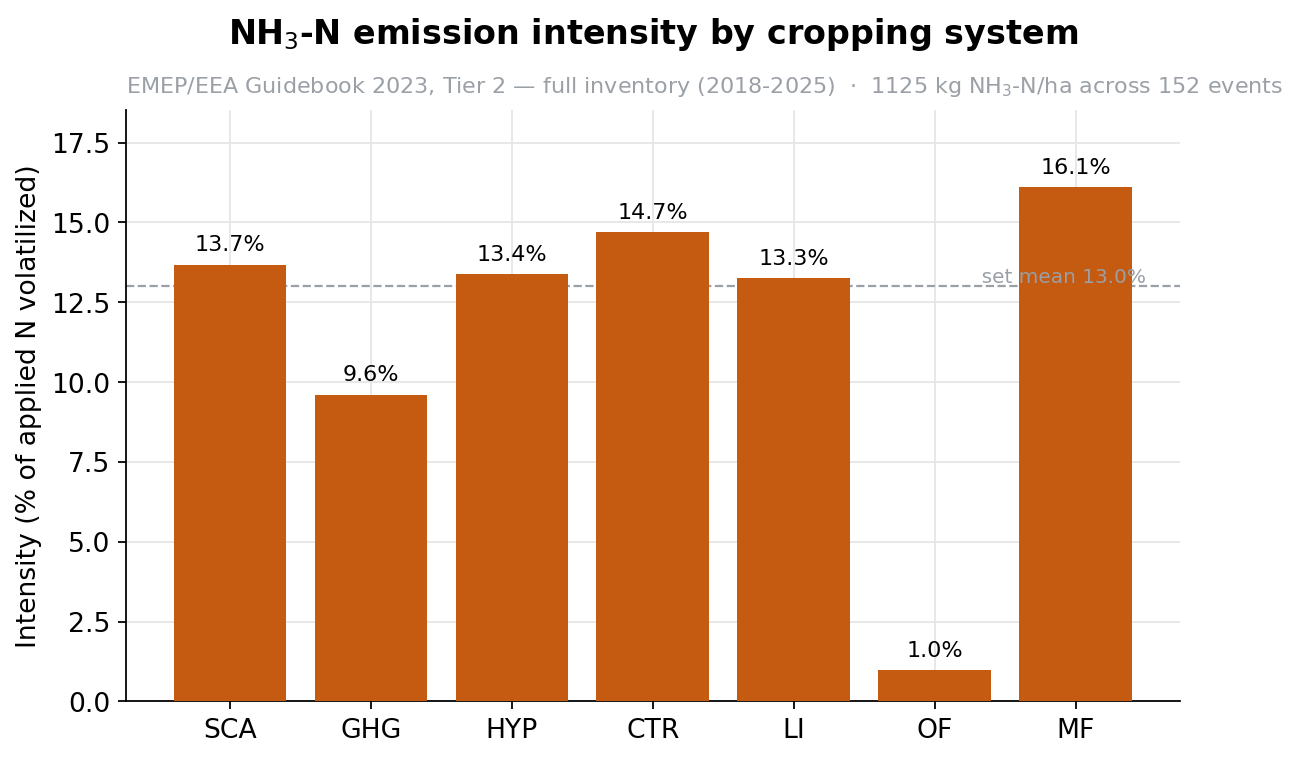 NH₃-N emission intensity by cropping system
EMEP/EEA Guidebook 2023, Tier 2 — full inventory (2018-2025) · 1125 kg NH₃-N/ha across 152 events
Intensity (% of applied N volatilized)
17.5
15.0
12.5
10.0
7.5
5.0
2.5
0.0
13.7%
9.6%
13.4%
14.7%
13.3%
1.0%
16.1%
set mean 13.0%
SCA
GHG
HYP
CTR
LI
OF
MF